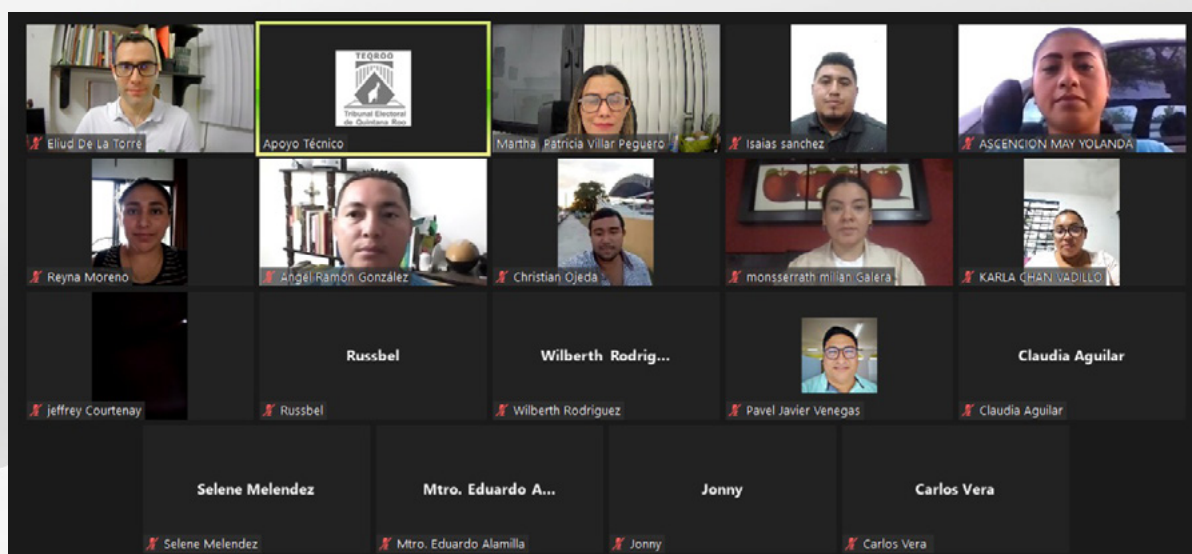 TEQROO
Tribunal Electoral
de Quintana Roo
Eliud De La Torre
Apoyo Técnico
Martha Patricia Villar Peguero
Isaias sanchez
ASCENCION MAY YOLANDA
Reyna Moreno
Angel Ramón González
Christian Ojeda
monsserrath milian Galera
KARLA CHAN VADILLO
Russbel
Wilberth Rodrig...
Claudia Aguilar
jeffrey Courtenay
Russbel
Wilberth Rodriguez
Pavel Javier Venegas
Claudia Aguilar
Selene Melendez
Mtro. Eduardo A...
Jonny
Carlos Vera
Selene Melendez
Mtro. Eduardo Alamilla
Jonny
Carlos Vera